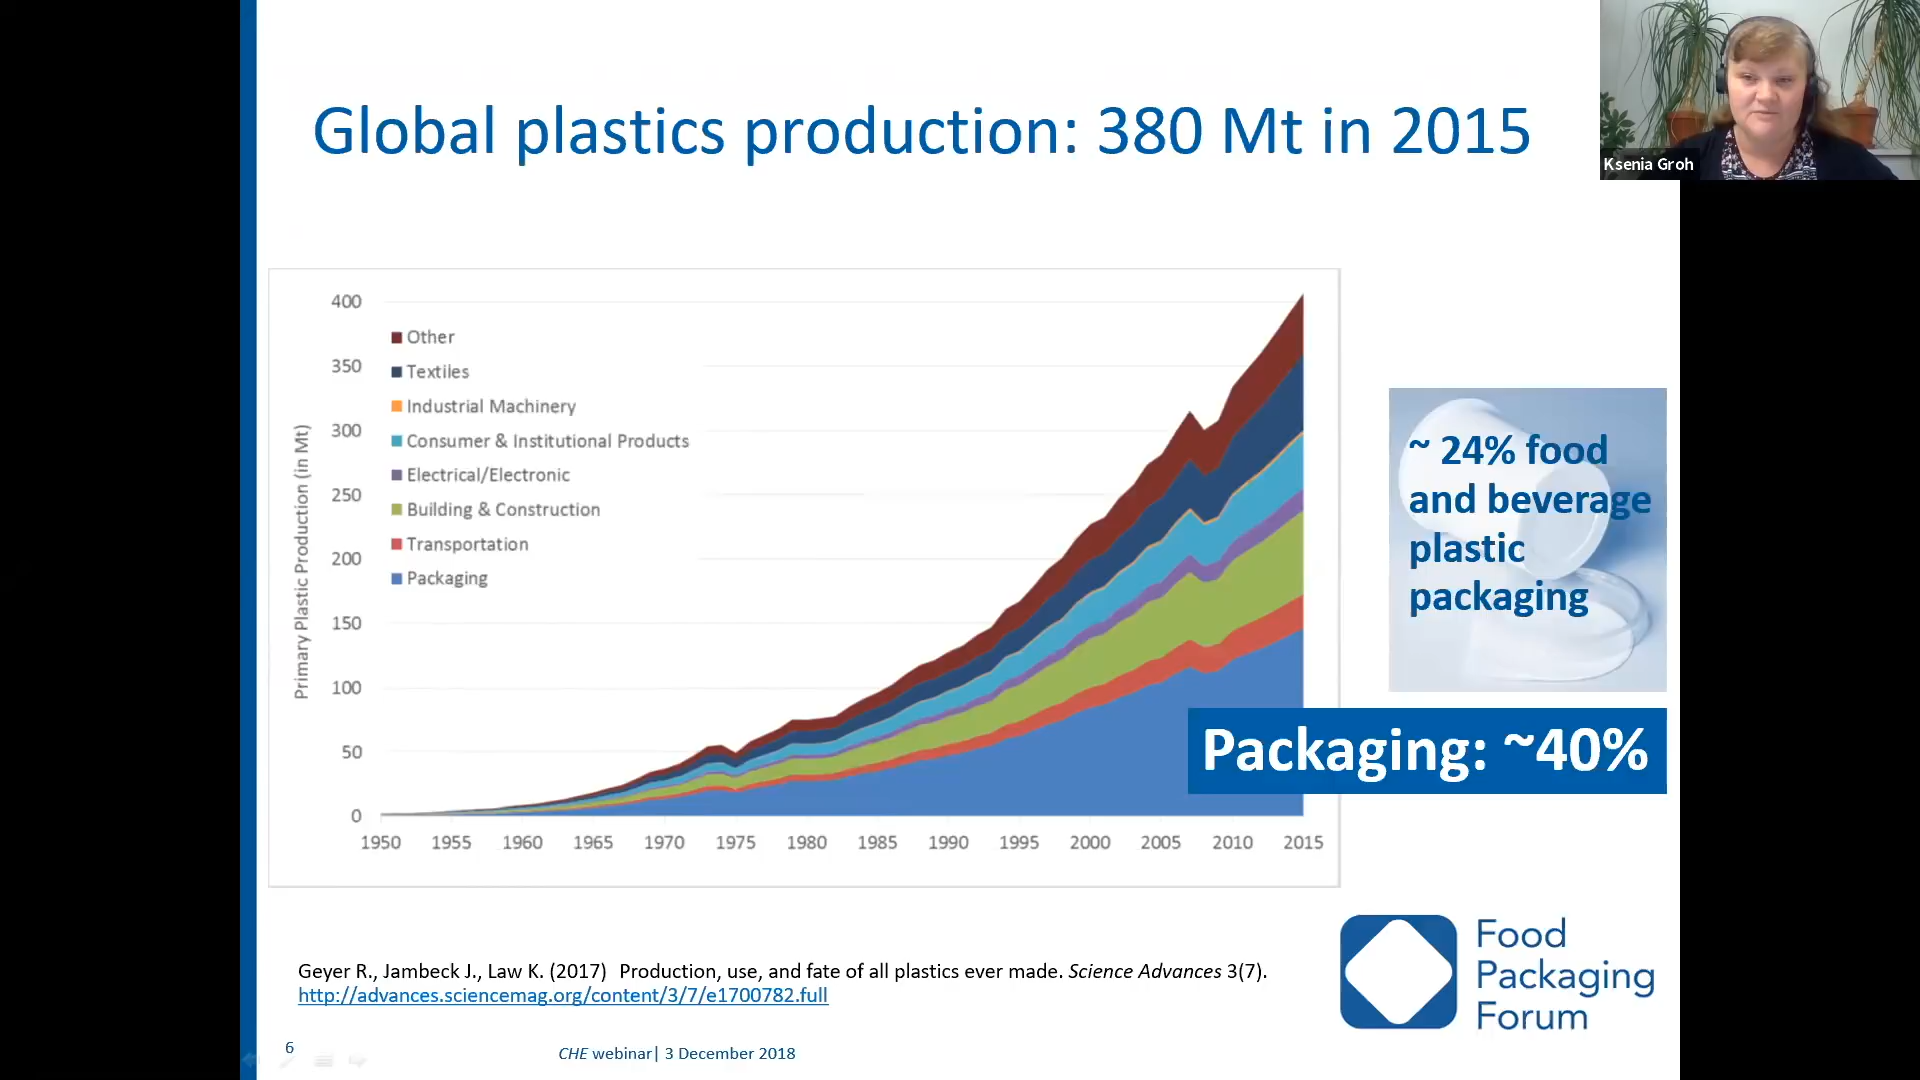 Global plastics production: 380 Mt in 2015
Ksenia Groh
400
350
300
250
200
150
100
50
0
Primary Plastic Production (in Mt)
Other
Textiles
Industrial Machinery
Consumer & Institutional Products
Electrical/Electronic
Building & Construction
Transportation
Packaging
1950 1955 1960 1965 1970 1975 1980 1985 1990 1995 2000 2005 2010 2015
~ 24% food
and beverage
plastic
packaging
Packaging: ~40%
Geyer R., Jambeck J., Law K. (2017) Production, use, and fate of all plastics ever made. Science Advances 3(7).
http://advances.sciencemag.org/content/3/7/e1700782.full
Food
Packaging
Forum
6
CHE webinar| 3 December 2018